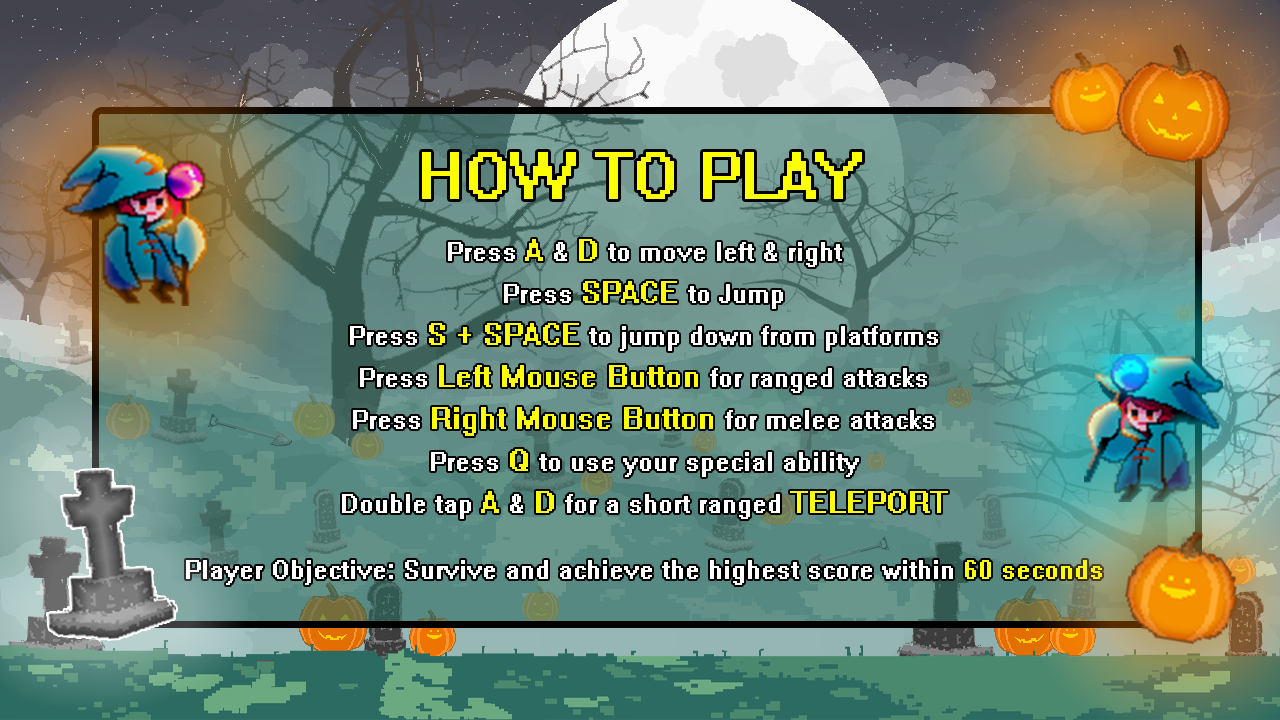 HOW TO PLAY
Press A & D to move left & right
Press SPACE to Jump
Press S + SPACE to jump down from platforms
Press Left Mouse Button for ranged attacks
Press Right Mouse Button for melee attacks
Press Q to use your special ability
Double tap A & D for a short ranged TELEPORT
Player Objective: Survive and achieve the highest score within 60 seconds